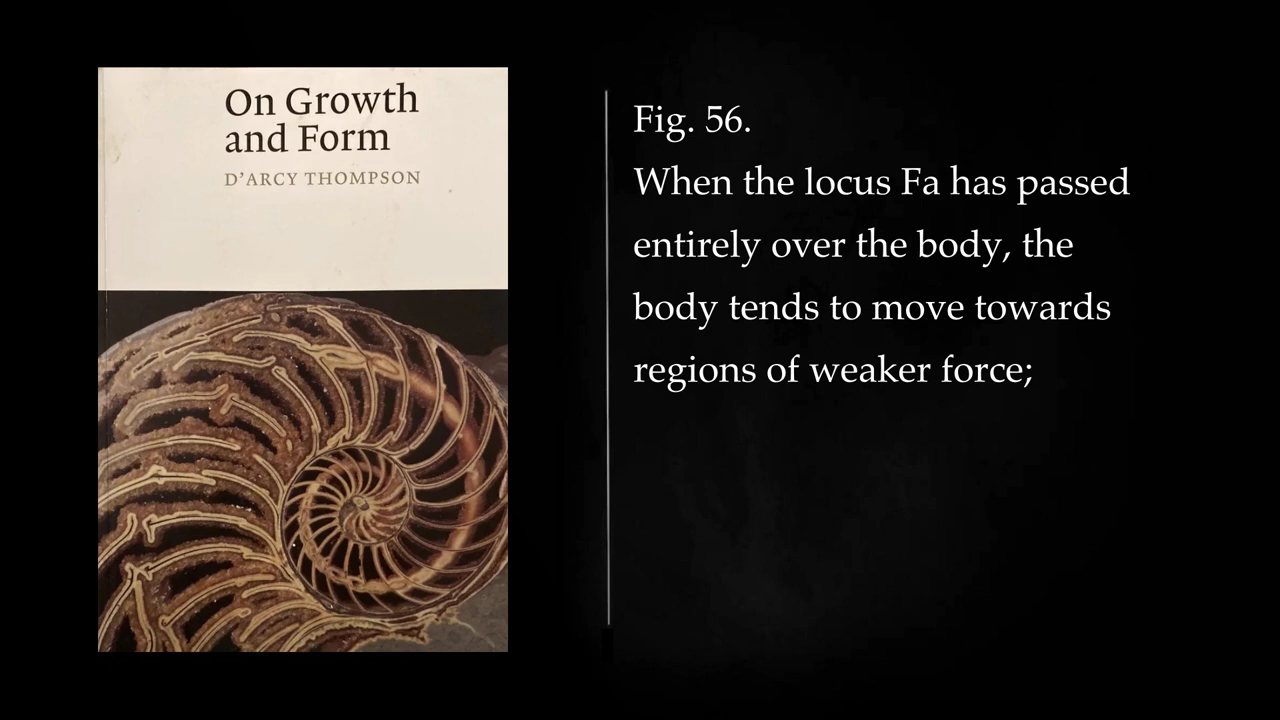 On Growth
and Form
D'ARCY THOMPSON
Fig. 56.
When the locus Fa has passed
entirely over the body, the
body tends to move towards
regions of weaker force;